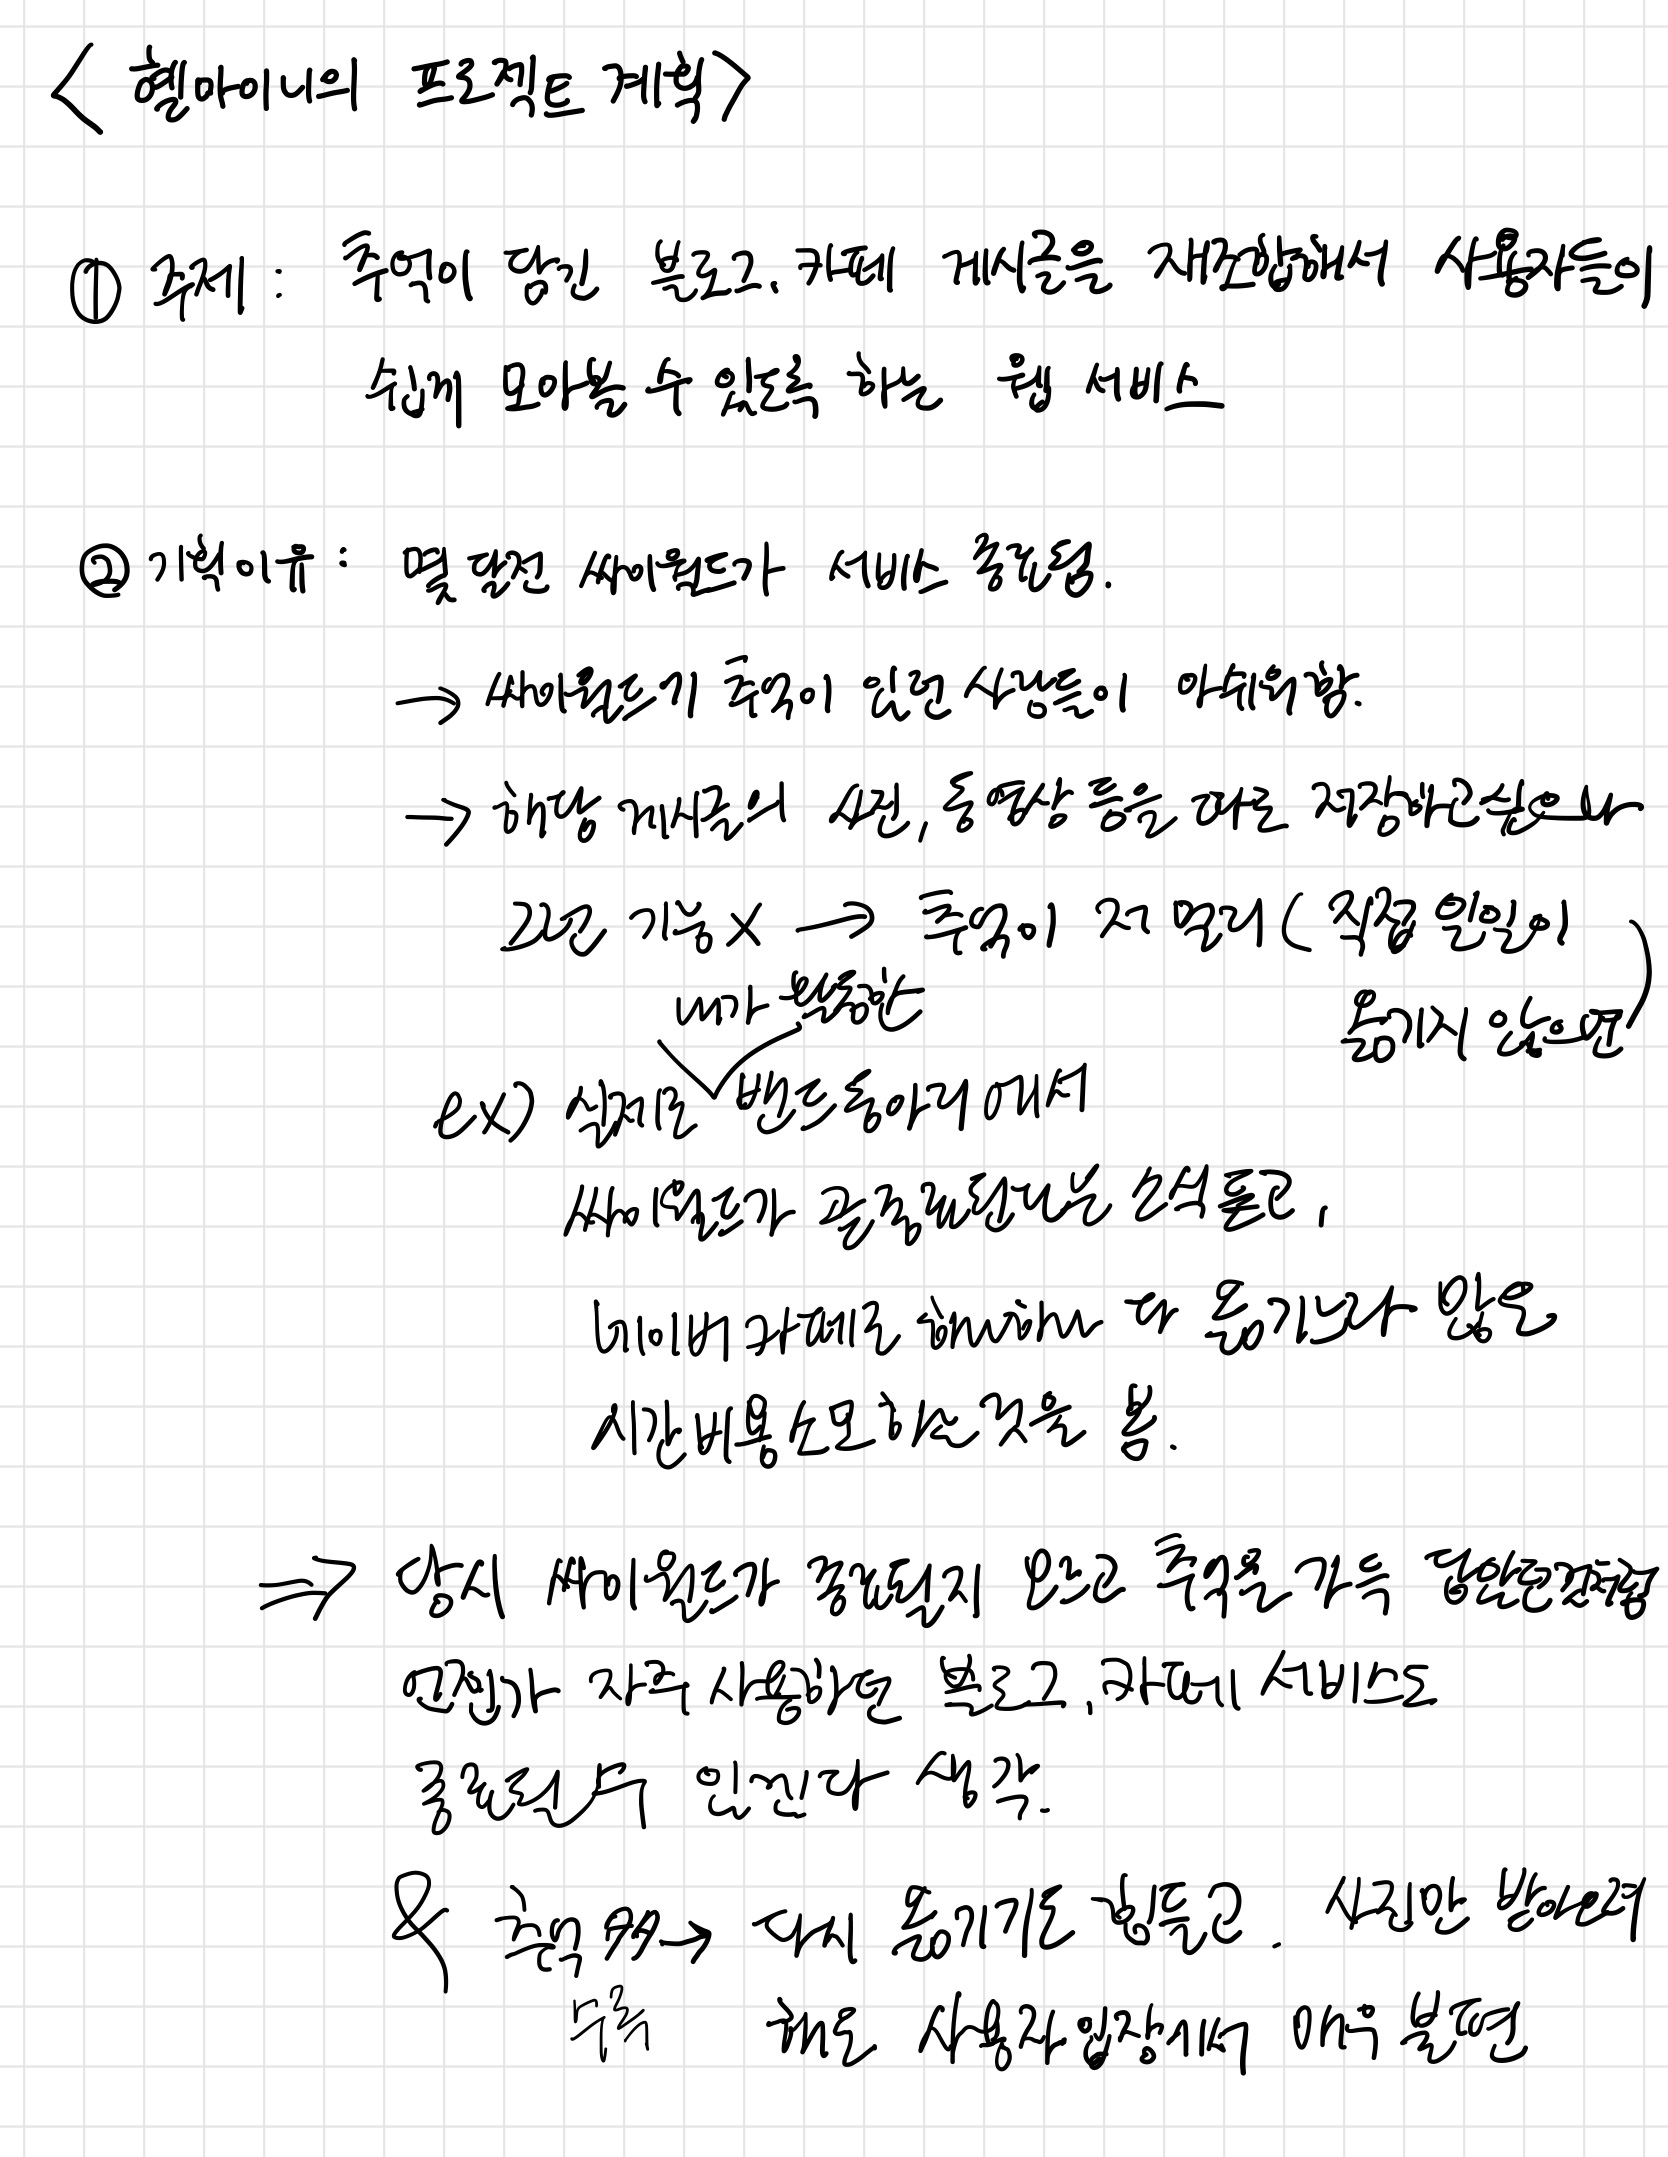 < 헬마이니의 프로젝트 계획>
① 주제 : 추억이 담긴 블로그, 카페 게시글을 재조합해서 사용자들이
쉽게 모아볼 수 있도록 하는 웹 서비스
② 기획이유 : 몇 달전 싸이월드가 서비스 종료됨.
→ 싸이월드가 추억이 있던 사람들이 아쉬워함.
→ 해당 게시글의 사진, 동영상 등을 따로 저장하고싶으나
그런 기능 X → 추억이 저 멀리 ( 직접 일일이
옮기지 않으면)
내가 활동한
ex) 실제로 밴드동아리에서
싸이월드가 곧 종료된다는 소식 듣고,
네이버 카페로 하나하나 다 옮기느라 많은
시간비용소모하는 것을 봄.
⇒ 당시 싸이월드가 종료될지 모르고 추억을 가득 담았던것처럼
언젠가 자주 사용하던 블로그, 카페 서비스도
종료될 수 있겠다 생각.
& 추억 → 다시 옮기기도 힘들고. 사진만 받아오려
수록 해도 사용자입장에서 매우 불편